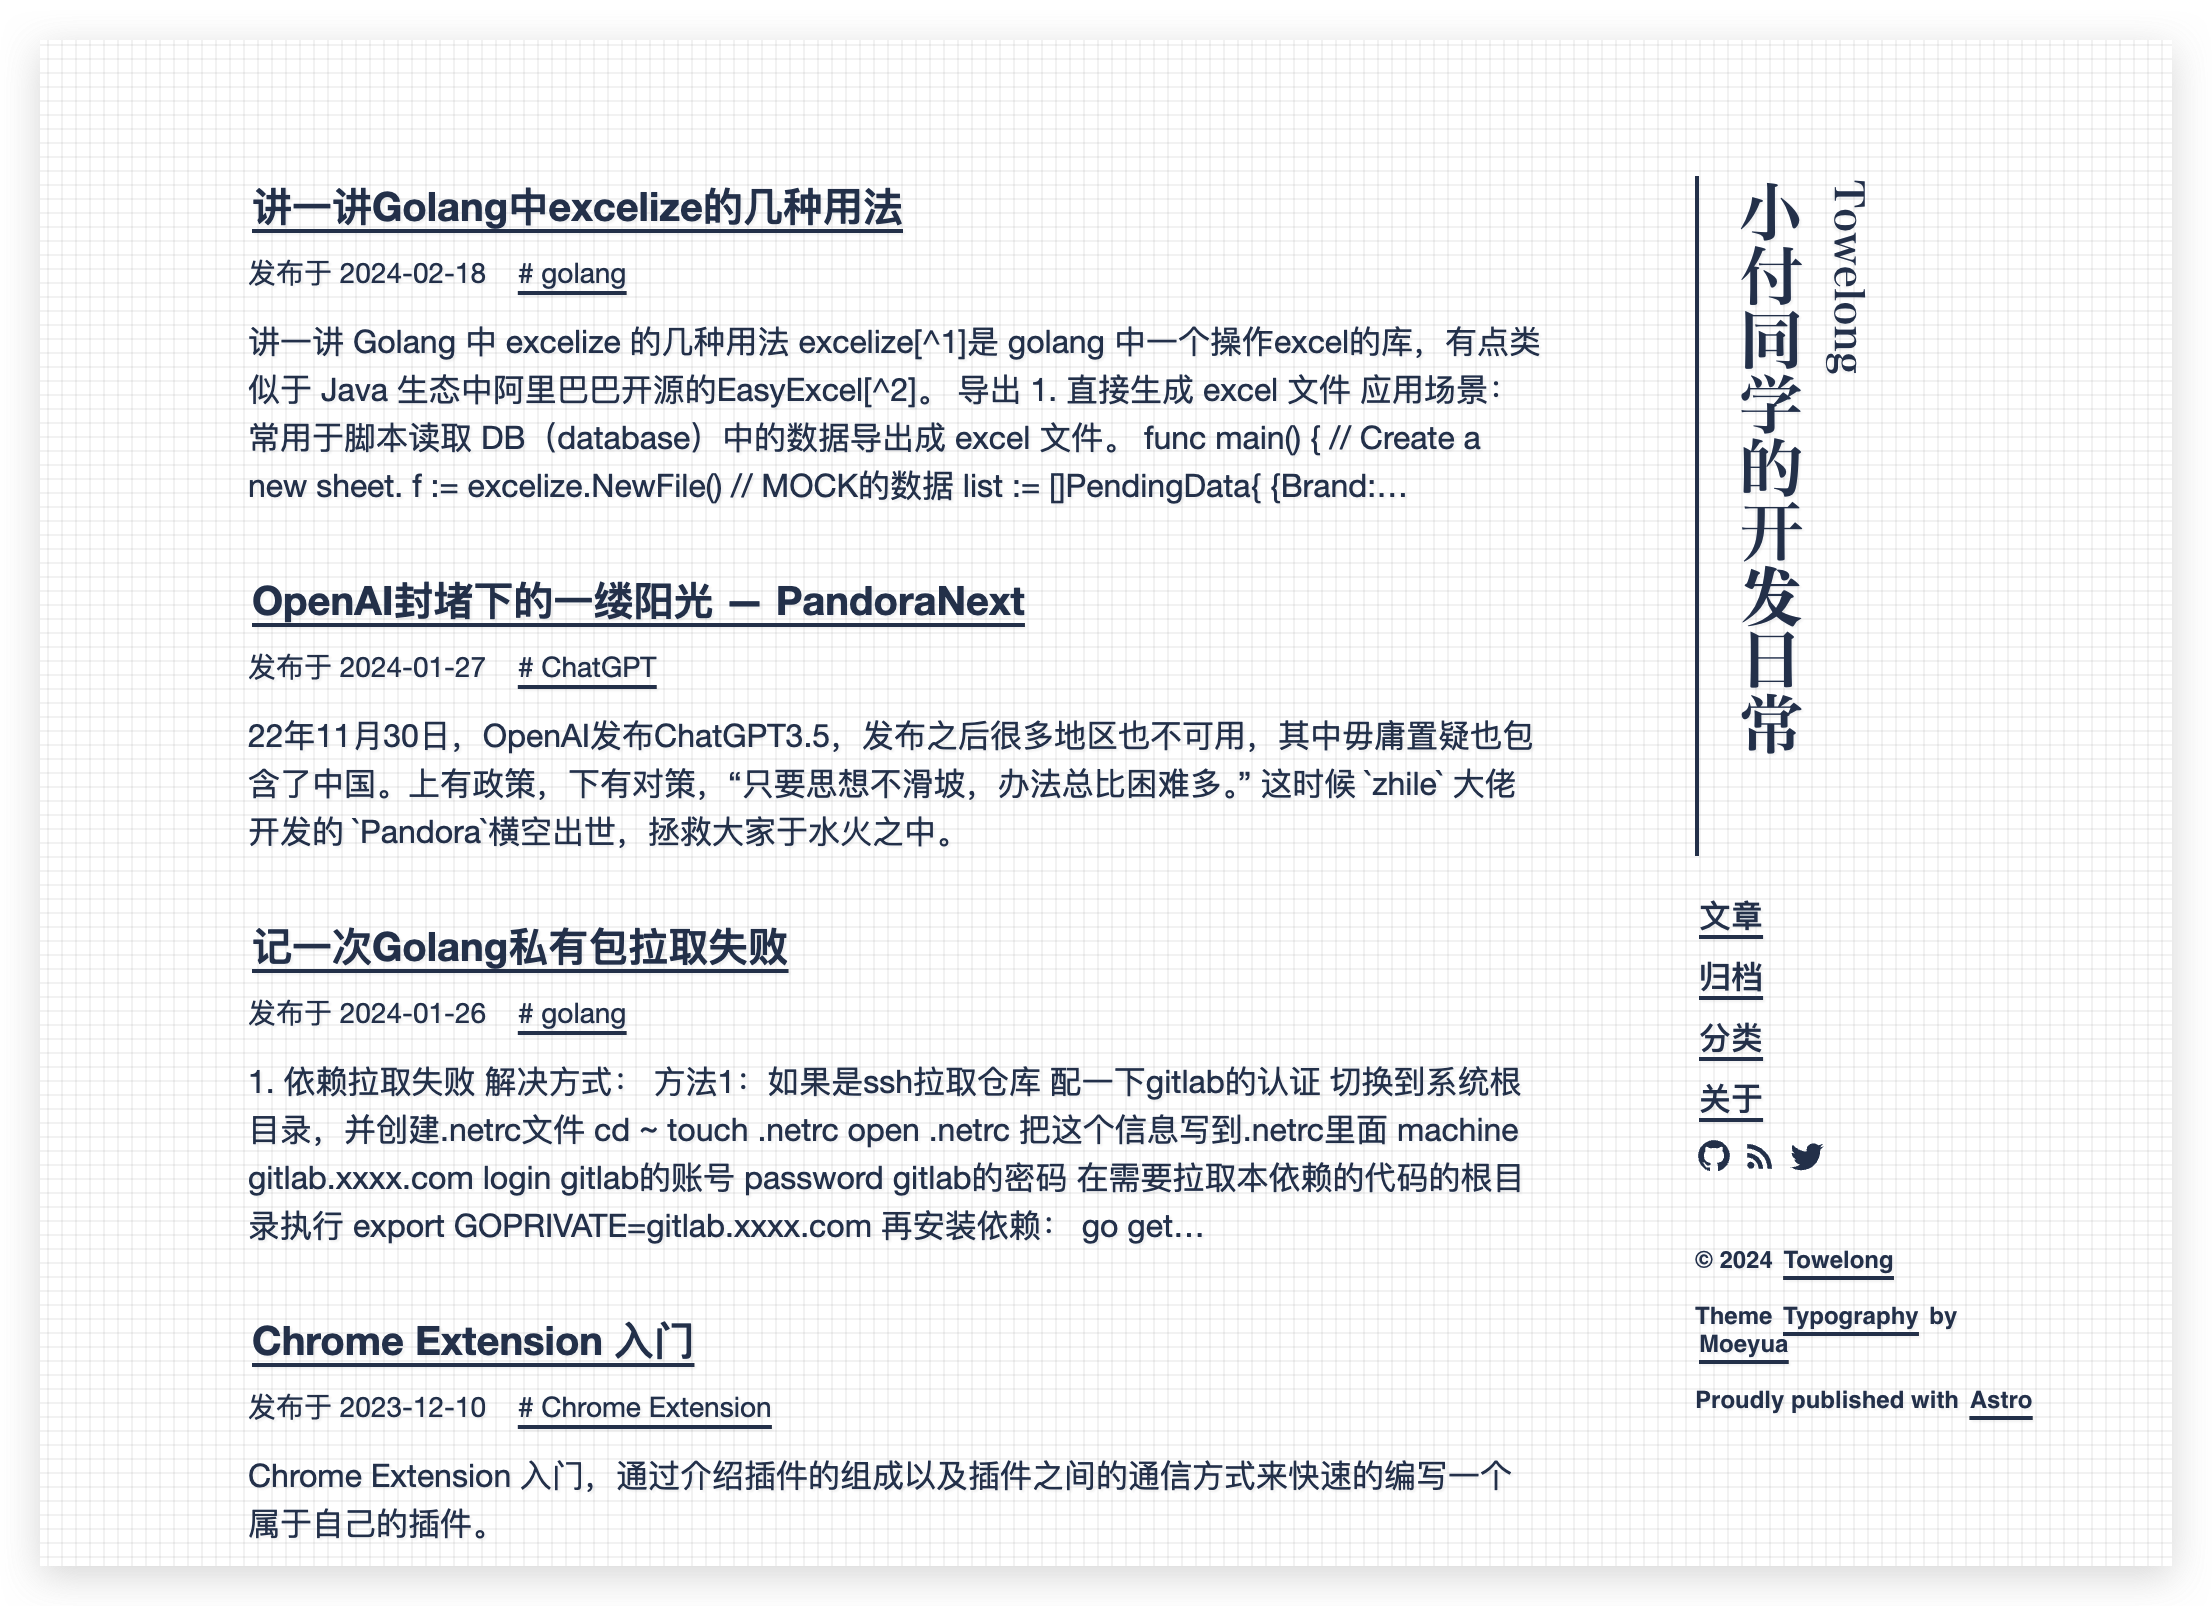 讲一讲Golang中excelize的几种用法
发布于 2024-02-18 # golang
讲一讲 Golang 中 excelize 的几种用法 excelize[^1]是 golang 中一个操作excel的库，有点类
似于 Java 生态中阿里巴巴开源的EasyExcel[^2]。 导出 1. 直接生成 excel 文件 应用场景：
常用于脚本读取 DB（database）中的数据导出成 excel 文件。 func main() { // Create a
new sheet. f := excelize.NewFile() // MOCK的数据 list := []PendingData{ {Brand:…
OpenAI封堵下的一缕阳光 — PandoraNext
发布于 2024-01-27 # ChatGPT
22年11月30日，OpenAI发布ChatGPT3.5，发布之后很多地区也不可用，其中毋庸置疑也包
含了中国。上有政策，下有对策，“只要思想不滑坡，办法总比困难多。” 这时候 `zhile` 大佬
开发的 `Pandora`横空出世，拯救大家于水火之中。
记一次Golang私有包拉取失败
发布于 2024-01-26 # golang
1. 依赖拉取失败 解决方式： 方法1：如果是ssh拉取仓库 配一下gitlab的认证 切换到系统根
目录，并创建.netrc文件 cd ~ touch .netrc open .netrc 把这个信息写到.netrc里面 machine
gitlab.xxxx.com login gitlab的账号 password gitlab的密码 在需要拉取本依赖的代码的根目
录执行 export GOPRIVATE=gitlab.xxxx.com 再安装依赖： go get…
Chrome Extension 入门
发布于 2023-12-10 # Chrome Extension
Chrome Extension 入门，通过介绍插件的组成以及插件之间的通信方式来快速的编写一个
属于自己的插件。
Towelong
小付同学的开发日常
文章
归档
分类
关于
© 2024 Towelong
Theme Typography by
Moeyua
Proudly published with Astro